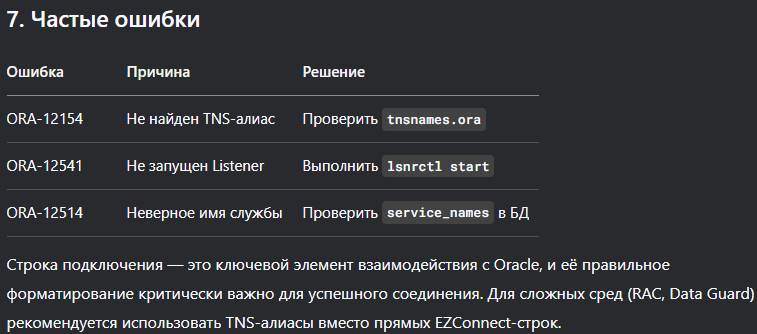 7. Частые ошибки
Ошибка Причина Решение
ORA-12154 Не найден TNS-алиас Проверить tnsnames.ora
ORA-12541 Не запущен Listener Выполнить lsnrctl start
ORA-12514 Неверное имя службы Проверить service_names в БД
Строка подключения — это ключевой элемент взаимодействия с Oracle, и её правильное
форматирование критически важно для успешного соединения. Для сложных сред (RAC, Data Guard)
рекомендуется использовать TNS-алиасы вместо прямых EZConnect-строк.